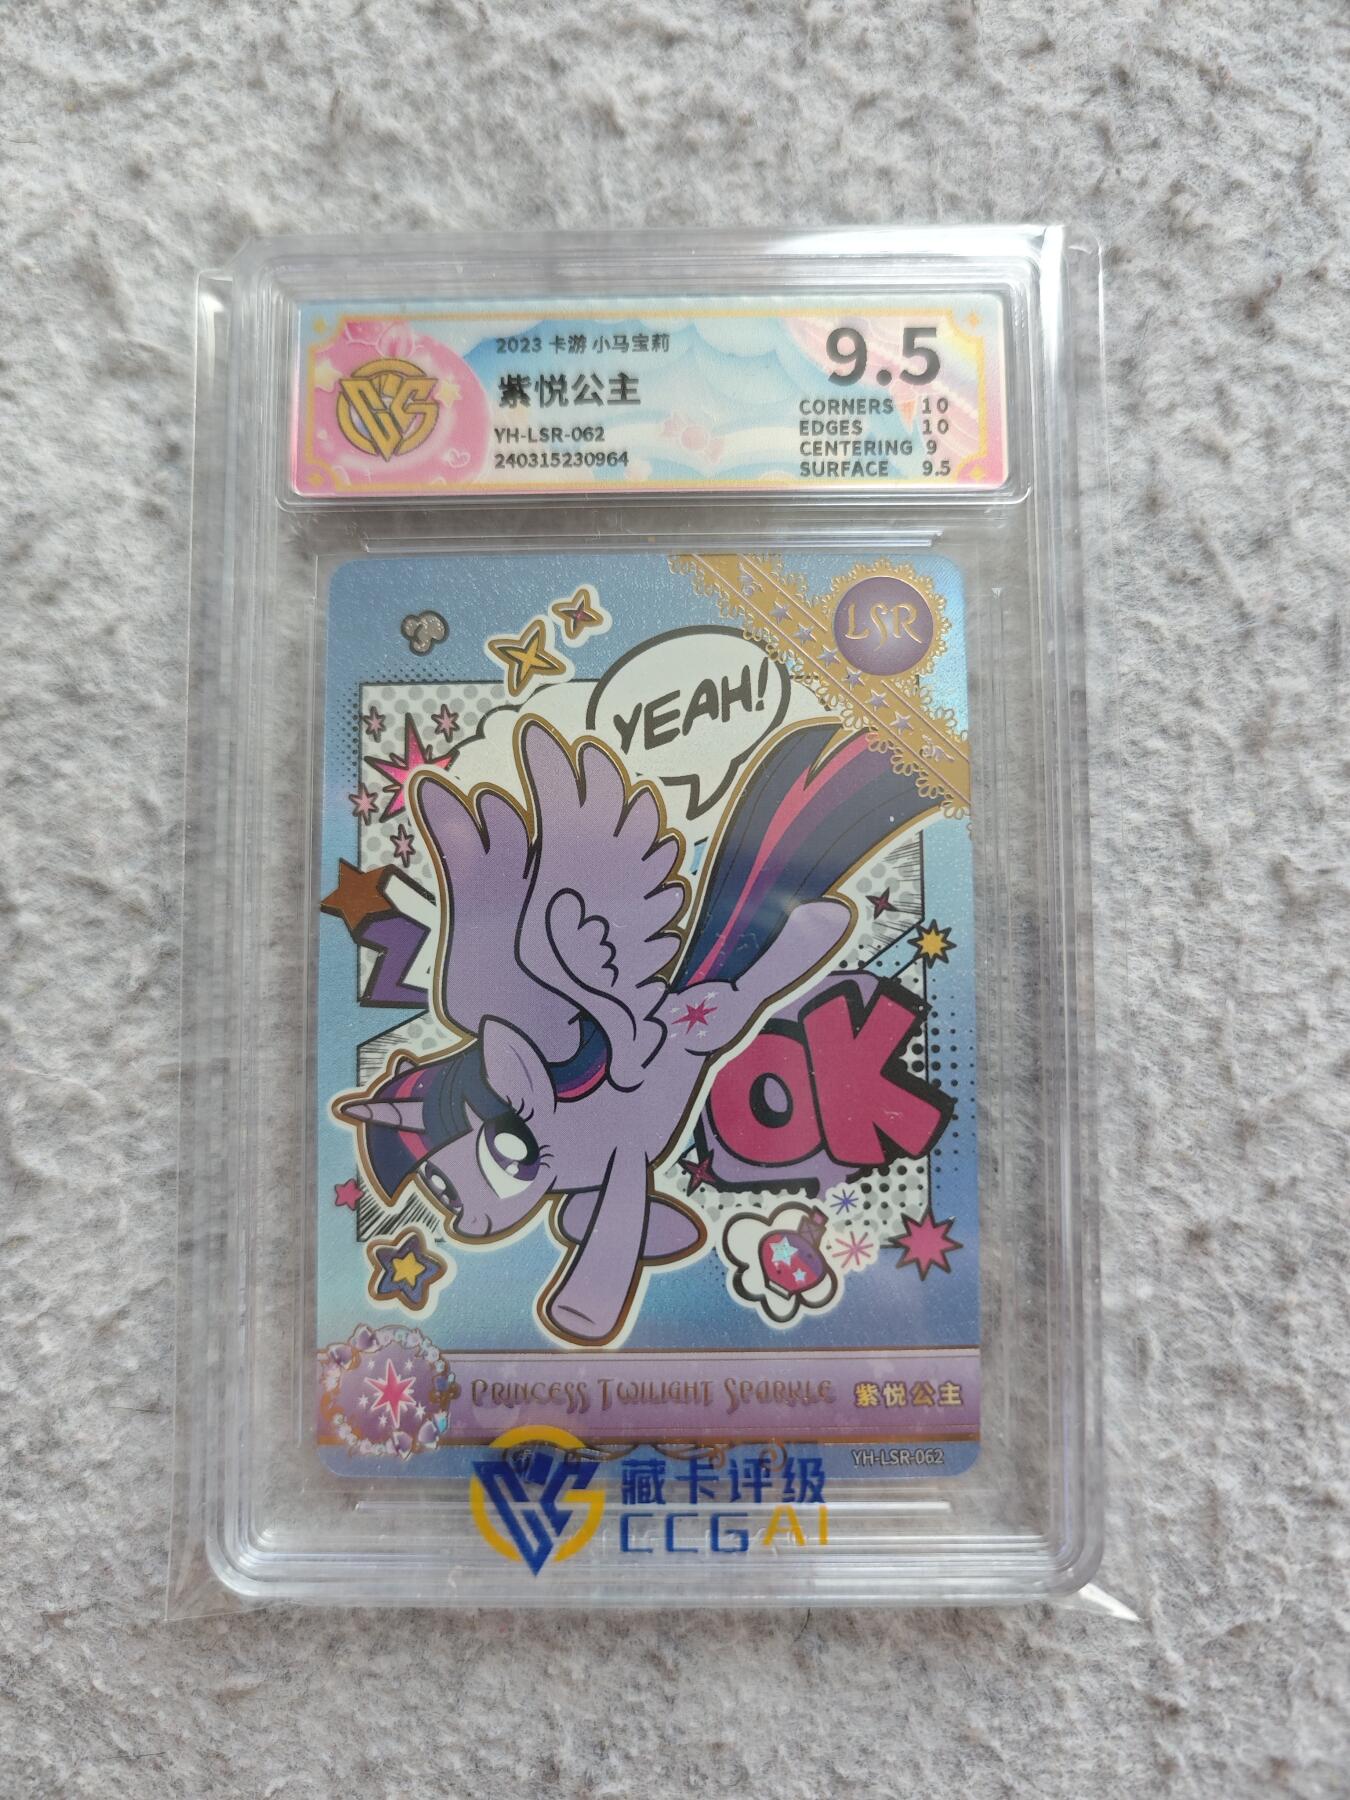 2023 卡游 小马宝莉
紫悦公主
YH-LSR-062
240315230964
9.5
CORNERS 10
EDGES 10
CENTERING 9
SURFACE 9.5
LSR
YEAH!
OK
PRINCESS TWILIGHT SPARKLE 紫悦公主
YH-LSR-062
藏卡评级
CCGAI